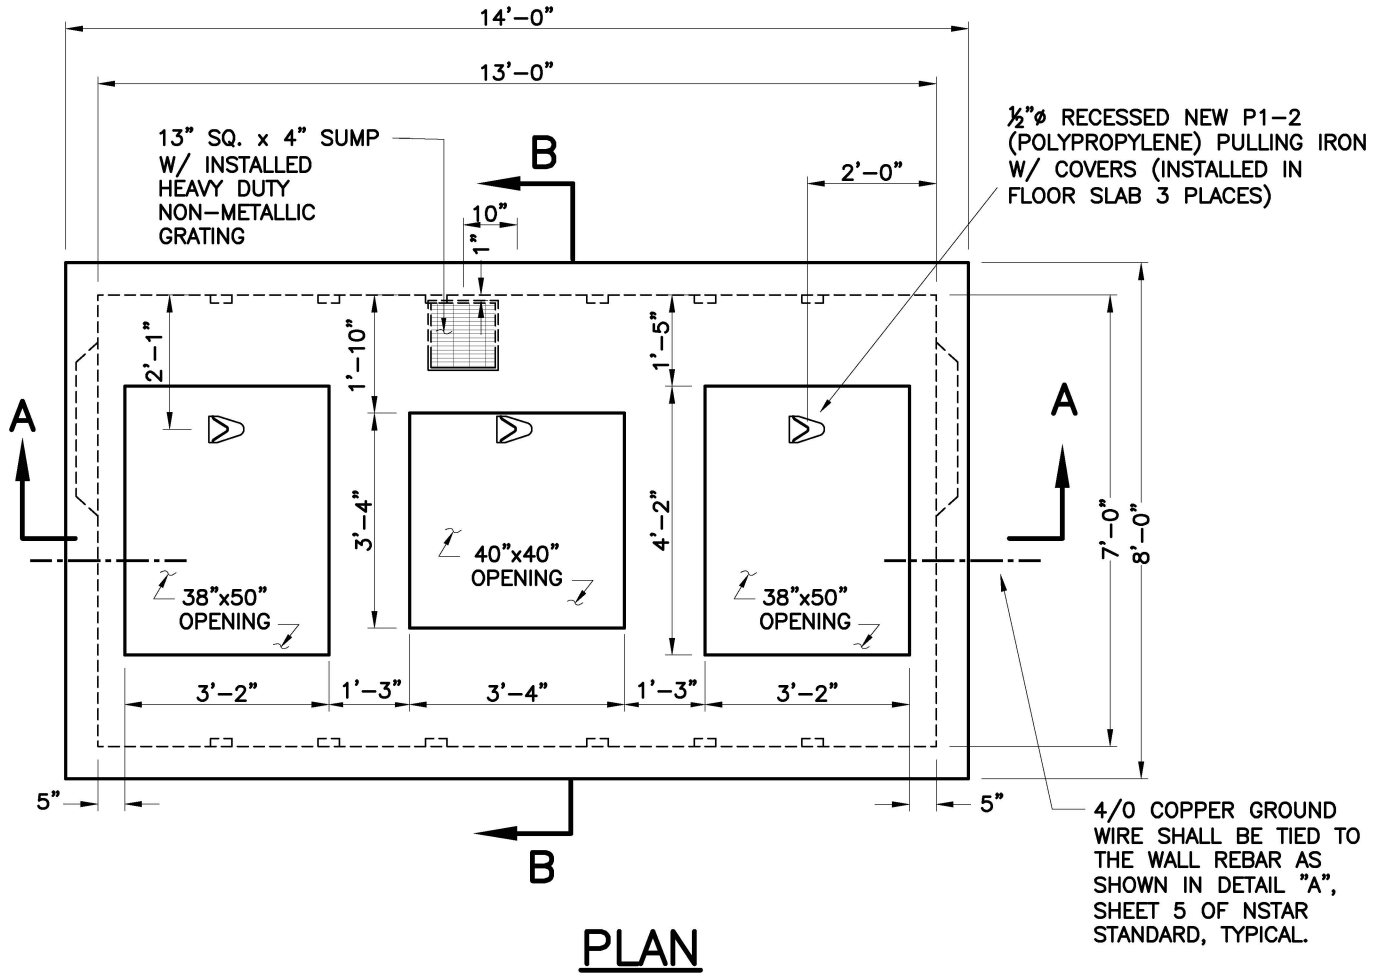 14'-0"
13'-0"
13" SQ. x 4" SUMP
W/ INSTALLED
HEAVY DUTY
NON-METALLIC
GRATING
B
10"
1"
2'-0"
½"ø RECESSED NEW P1-2
(POLYPROPYLENE) PULLING IRON
W/ COVERS (INSTALLED IN
FLOOR SLAB 3 PLACES)
2'-1"
1'-10"
1'-5"
A
A
3'-4"
4'-2"
7'-0"
8'-0"
38"x50"
OPENING
40"x40"
OPENING
38"x50"
OPENING
3'-2"
1'-3"
3'-4"
1'-3"
3'-2"
5"
5"
B
4/0 COPPER GROUND
WIRE SHALL BE TIED TO
THE WALL REBAR AS
SHOWN IN DETAIL "A",
SHEET 5 OF NSTAR
STANDARD, TYPICAL.
PLAN